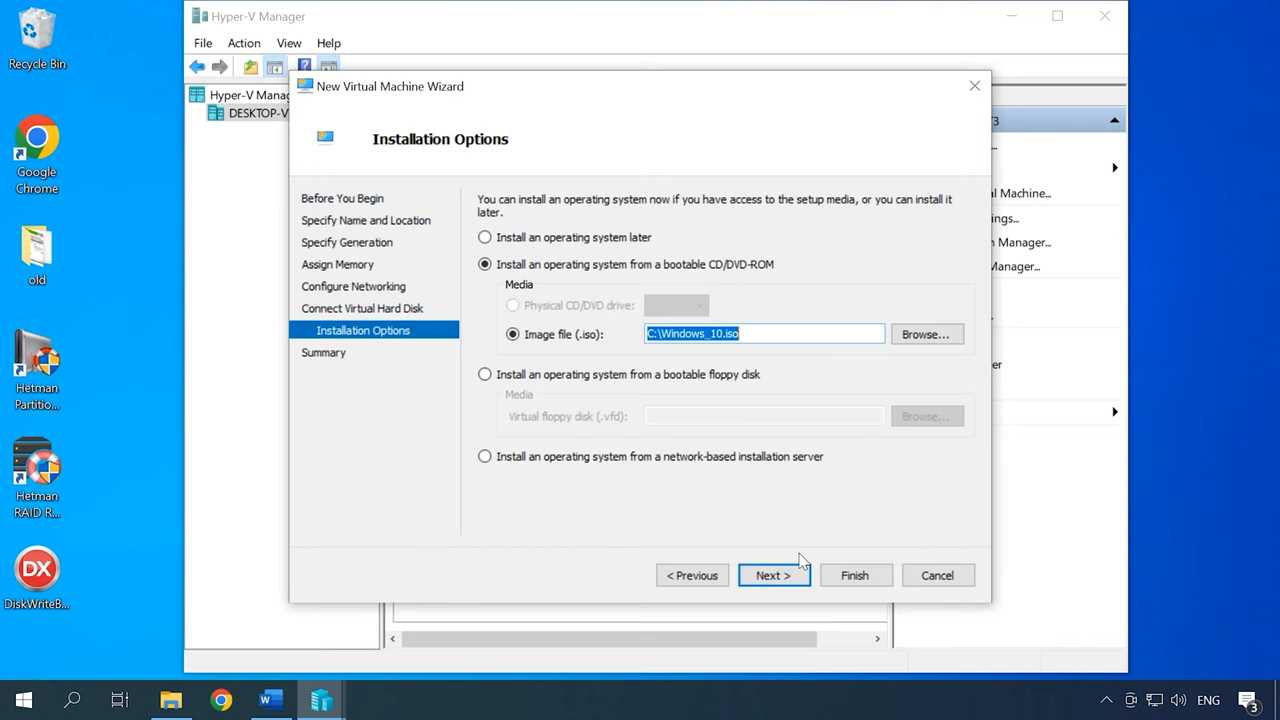 Recycle Bin
Google
Chrome
old
Hetman
Partitio...
Hetman
RAID R...
DX
DiskWriteB...
Hyper-V Manager
File Action View Help
?
Hyper-V Manag
DESKTOP-V
New Virtual Machine Wizard
Installation Options
Before You Begin
Specify Name and Location
Specify Generation
Assign Memory
Configure Networking
Connect Virtual Hard Disk
Installation Options
Summary
You can install an operating system now if you have access to the setup media, or you can install it
later.
Install an operating system later
Install an operating system from a bootable CD/DVD-ROM
Media
Physical CD/DVD drive:
Image file (.iso): C:\Windows_10.iso Browse...
Install an operating system from a bootable floppy disk
Media
Virtual floppy disk (.vfd): Browse...
Install an operating system from a network-based installation server
< Previous Next > Finish Cancel
al Machine...
ngs...
n Manager...
Manager...
er
W
ENG
3